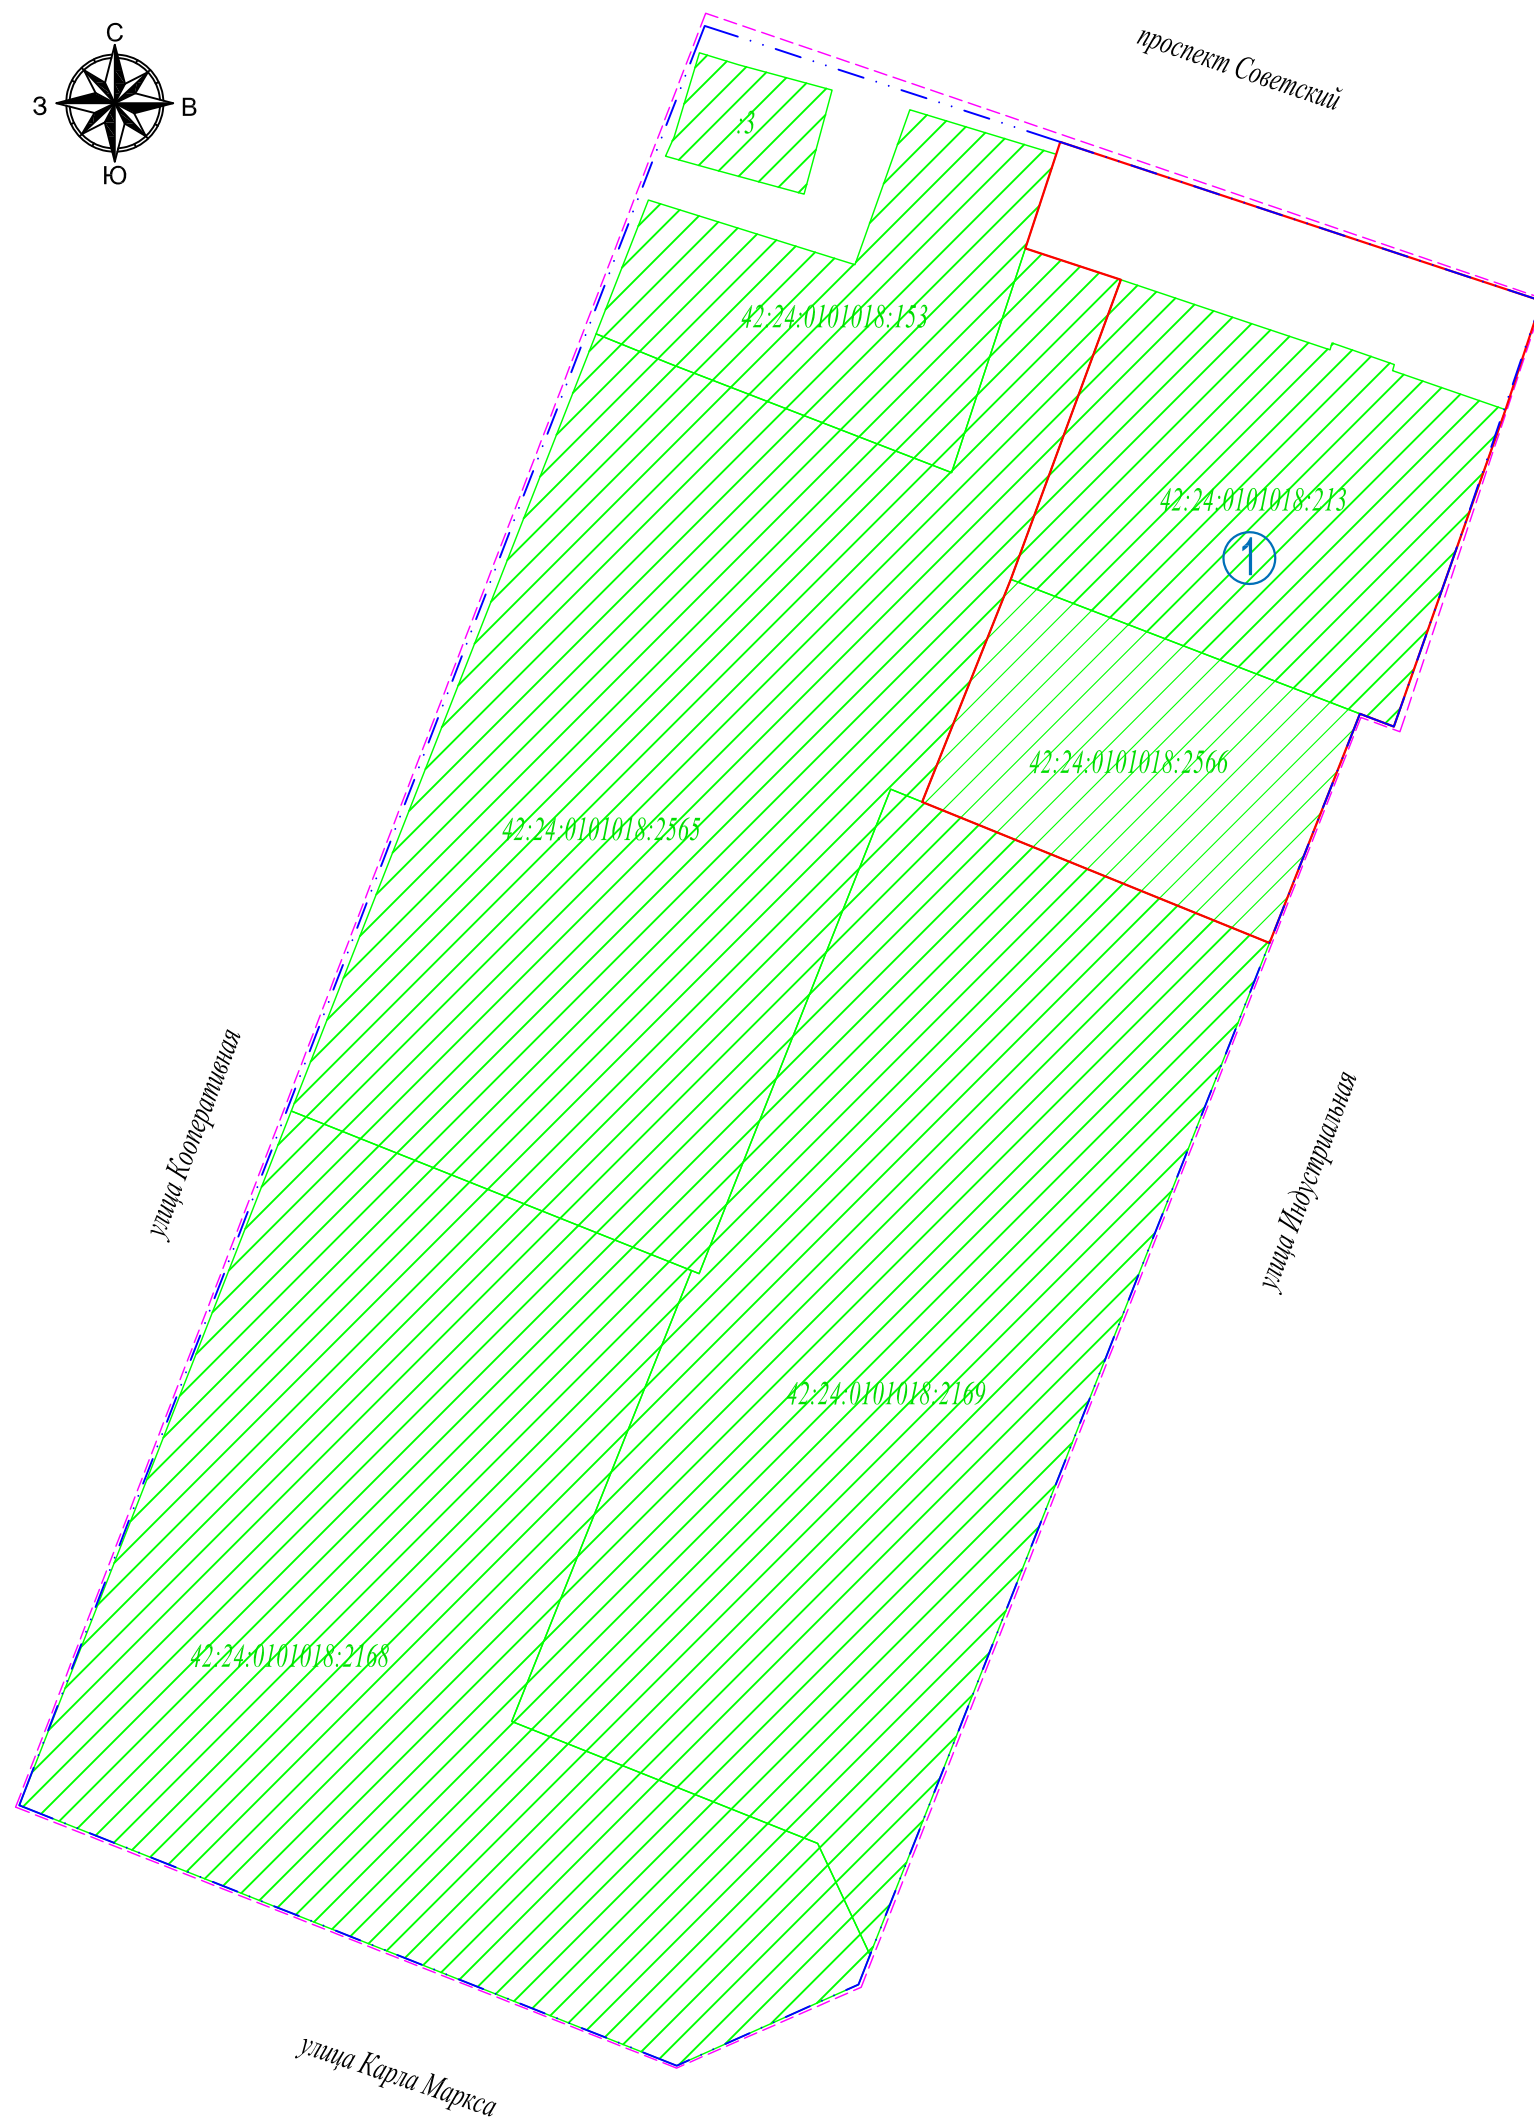 С
З
В
Ю
проспект Советский
:3
42:24:0101018:153
42:24:0101018:213
1
42:24:0101018:2566
42:24:0101018:2565
улица Кооперативная
улица Индустриальная
42:24:0101018:2169
42:24:0101018:2168
улица Карла Маркса